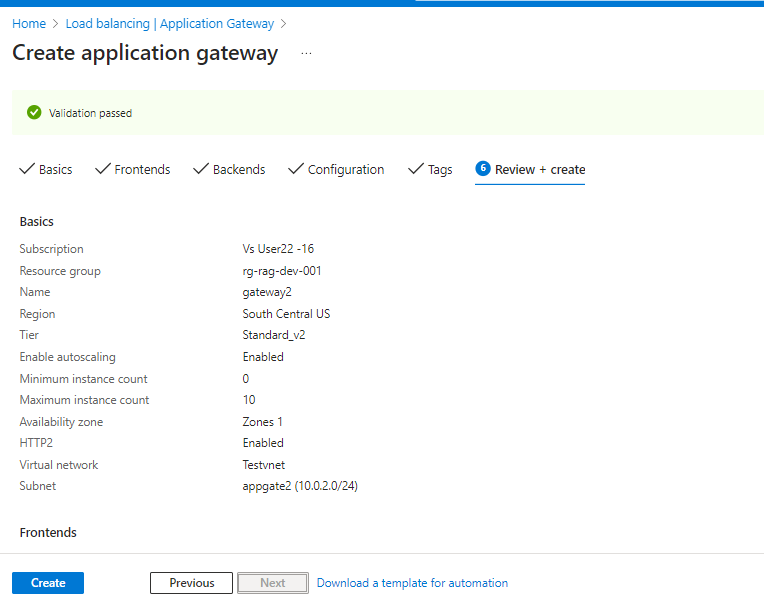 Home > Load balancing | Application Gateway >
Create application gateway ...
Validation passed
Basics Frontends Backends Configuration Tags 6 Review + create
Basics
Subscription Vs User22 -16
Resource group rg-rag-dev-001
Name gateway2
Region South Central US
Tier Standard_v2
Enable autoscaling Enabled
Minimum instance count 0
Maximum instance count 10
Availability zone Zones 1
HTTP2 Enabled
Virtual network Testvnet
Subnet appgate2 (10.0.2.0/24)
Frontends
Create Previous Next Download a template for automation